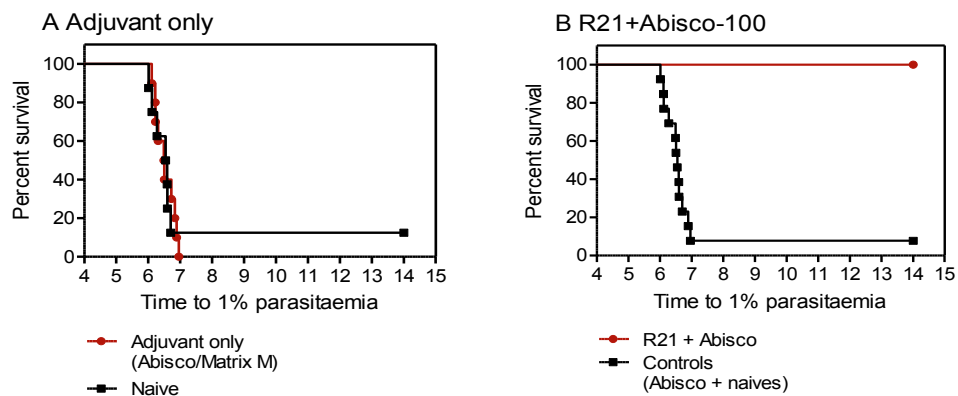 A Adjuvant only
100
80
60
40
20
0
Percent survival
4 5 6 7 8 9 10 11 12 13 14 15
Time to 1% parasitaemia
Adjuvant only
(Abisco/Matrix M)
Naive
B R21+Abisco-100
100
80
60
40
20
0
Percent survival
4 5 6 7 8 9 10 11 12 13 14 15
Time to 1% parasitaemia
R21 + Abisco
Controls
(Abisco + naives)